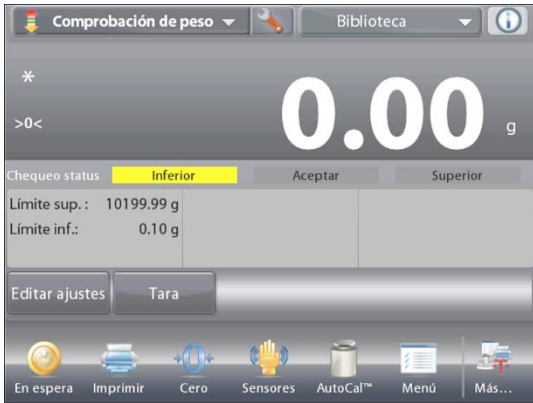 Comprobación de peso
Biblioteca
*
>0<
0.00 g
Chequeo status Inferior Aceptar Superior
Límite sup.: 10199.99 g
Límite inf.: 0.10 g
Editar ajustes Tara
En espera Imprimir Cero Sensores AutoCal™ Menú Más...